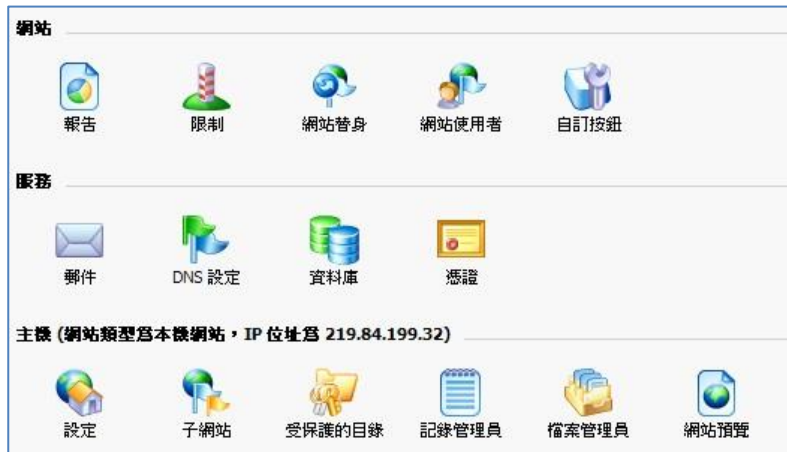 網站
報告 限制 網站替身 網站使用者 自訂按鈕
服務
郵件 DNS 設定 資料庫 憑證
主機 (網站類型為本機網站，IP 位址為 219.84.199.32)
設定 子網站 受保護的目錄 記錄管理員 檔案管理員 網站預覽